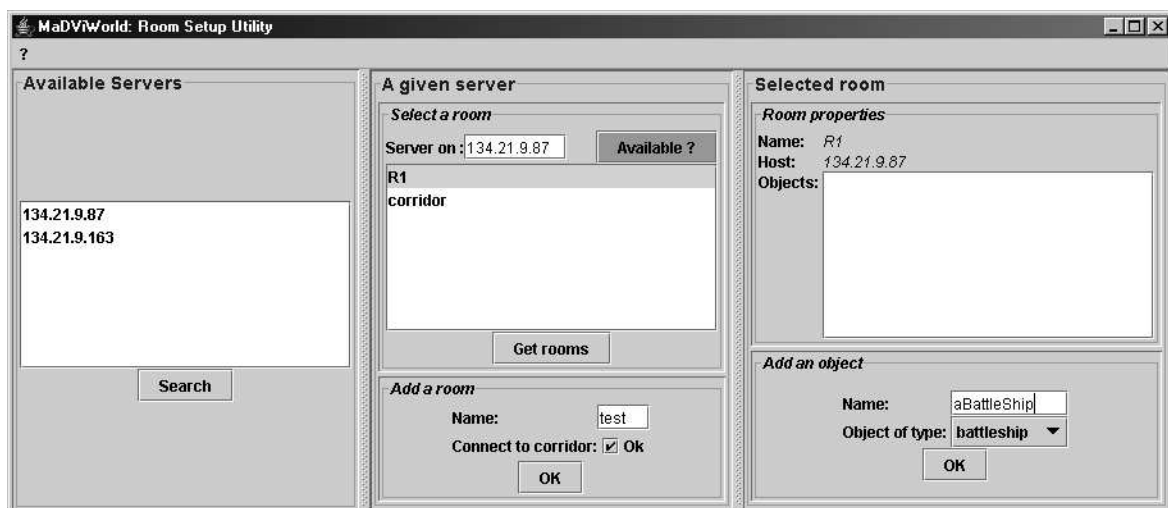 MaDViWorld: Room Setup Utility
?
Available Servers
134.21.9.87
134.21.9.163
Search
A given server
Select a room
Server on : 134.21.9.87 Available ?
R1
corridor
Get rooms
Add a room
Name: test
Connect to corridor: Ok
OK
Selected room
Room properties
Name: R1
Host: 134.21.9.87
Objects:
Add an object
Name: aBattleShip
Object of type: battleship
OK